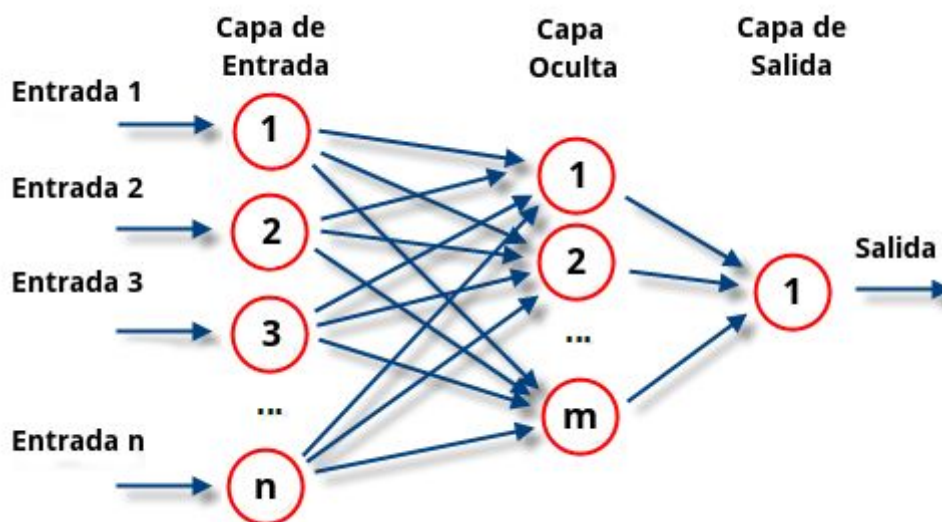 Capa de
Entrada
Capa
Oculta
Capa de
Salida
Entrada 1
1
Entrada 2
2
Entrada 3
3
...
Entrada n
n
1
2
...
m
1
Salida